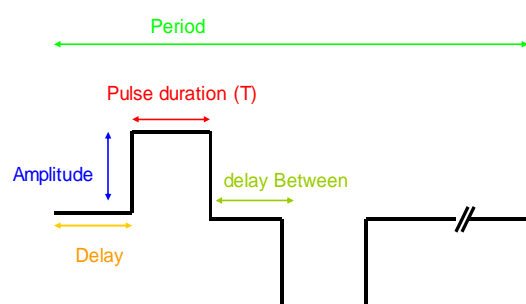 Period
Pulse duration (T)
Amplitude
delay Between
Delay